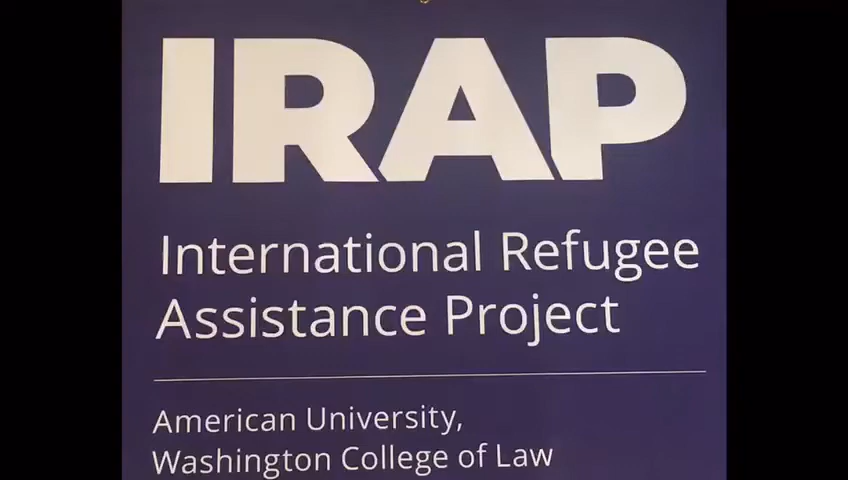 IRAP
International Refugee
Assistance Project
American University,
Washington College of Law